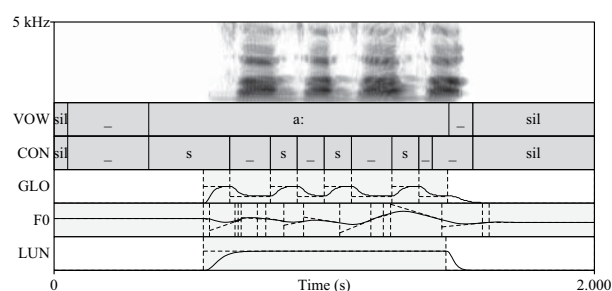 5 kHz
VOW sil _ a: _ sil
CON sil _ s _ s _ s _ s _ _ sil
GLO
F0
LUN
0 Time (s) 2.000